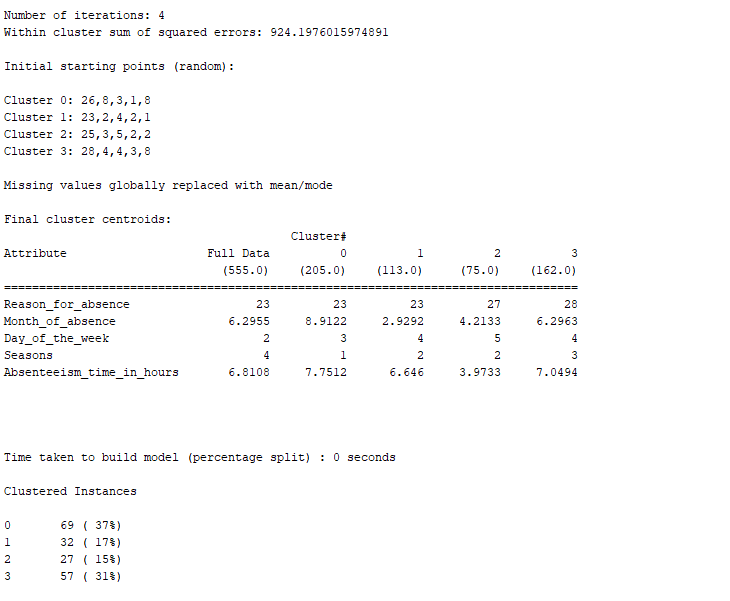 Number of iterations: 4
Within cluster sum of squared errors: 924.1976015974891
Initial starting points (random):
Cluster 0: 26,8,3,1,8
Cluster 1: 23,2,4,2,1
Cluster 2: 25,3,5,2,2
Cluster 3: 28,4,4,3,8
Missing values globally replaced with mean/mode
Final cluster centroids:
Cluster#
Attribute Full Data 0 1 2 3
(555.0) (205.0) (113.0) (75.0) (162.0)
================================================================================
Reason_for_absence 23 23 23 27 28
Month_of_absence 6.2955 8.9122 2.9292 4.2133 6.2963
Day_of_the_week 2 3 4 5 4
Seasons 4 1 2 2 3
Absenteeism_time_in_hours 6.8108 7.7512 6.646 3.9733 7.0494
Time taken to build model (percentage split) : 0 seconds
Clustered Instances
0 69 ( 37%)
1 32 ( 17%)
2 27 ( 15%)
3 57 ( 31%)